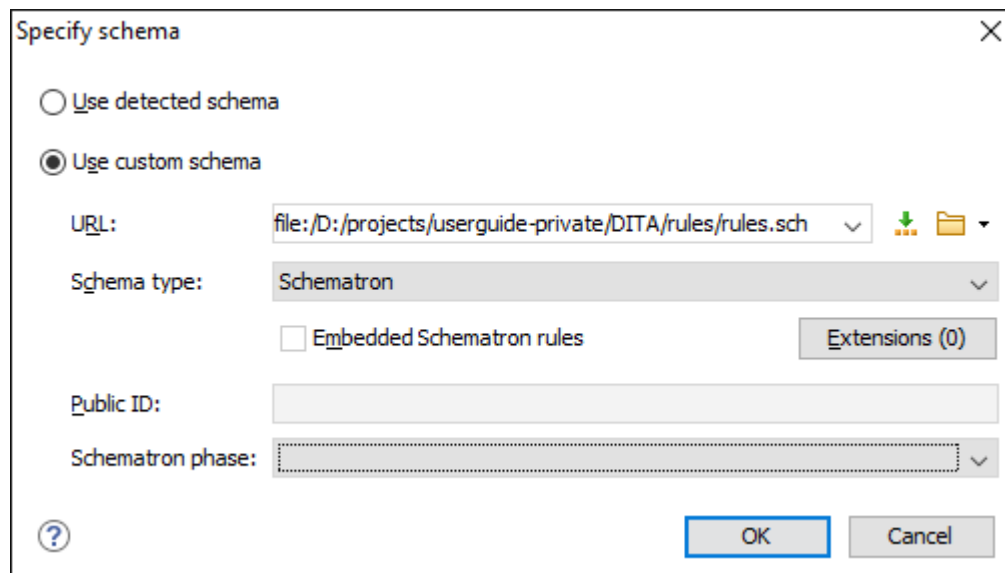 Specify schema
Use detected schema
Use custom schema
URL: file:/D:/projects/userguide-private/DITA/rules/rules.sch
Schema type: Schematron
Embedded Schematron rules Extensions (0)
Public ID:
Schematron phase:
? OK Cancel